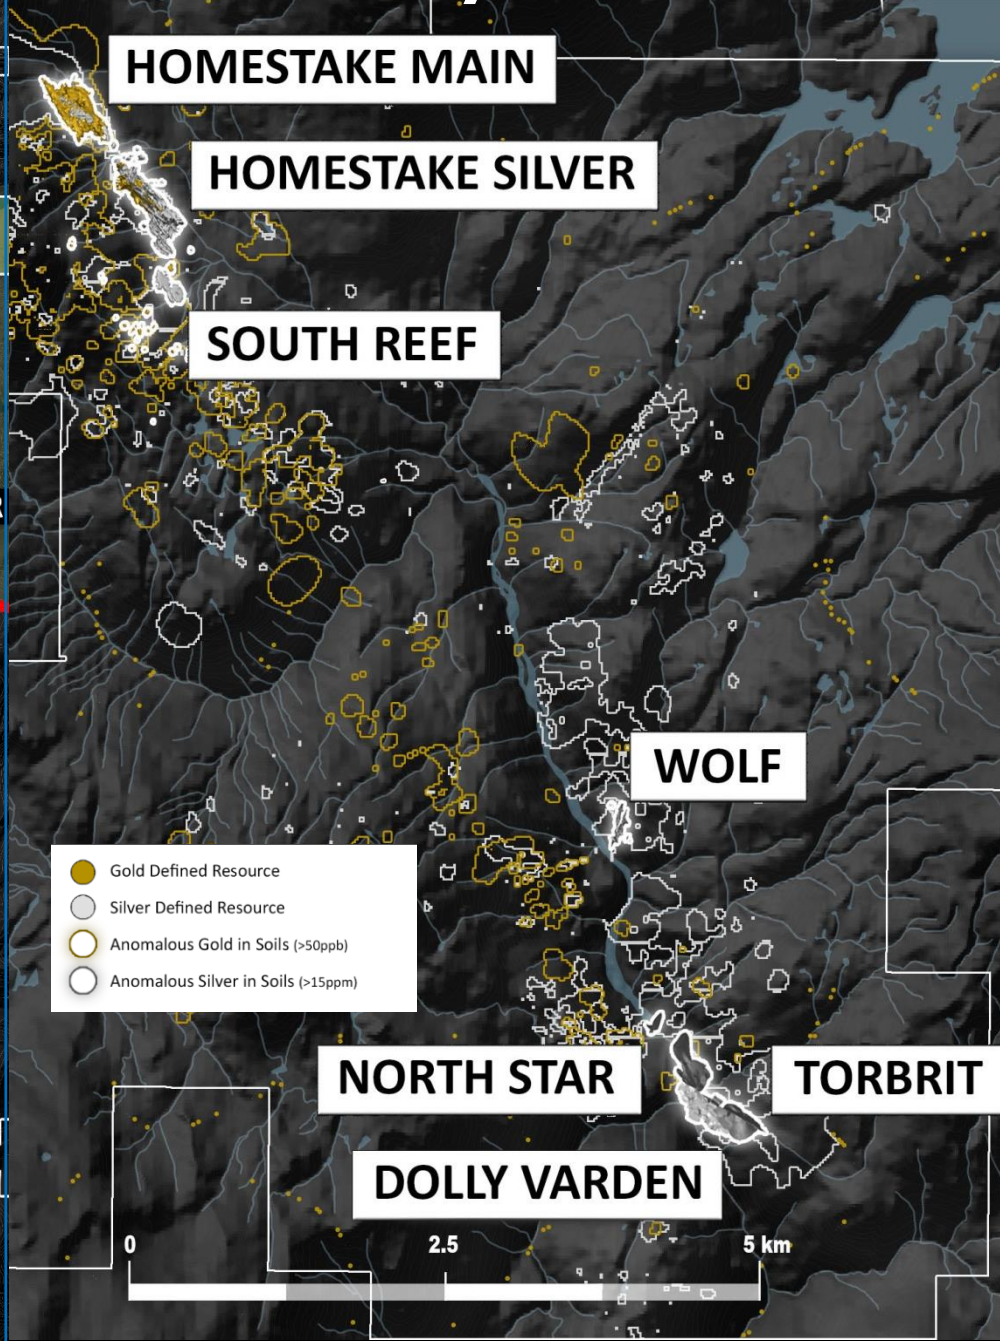 HOMESTAKE MAIN
HOMESTAKE SILVER
SOUTH REEF
WOLF
Gold Defined Resource
Silver Defined Resource
Anomalous Gold in Soils (>50ppb)
Anomalous Silver in Soils (>15ppm)
NORTH STAR
TORBRIT
DOLLY VARDEN
0 2.5 5 km